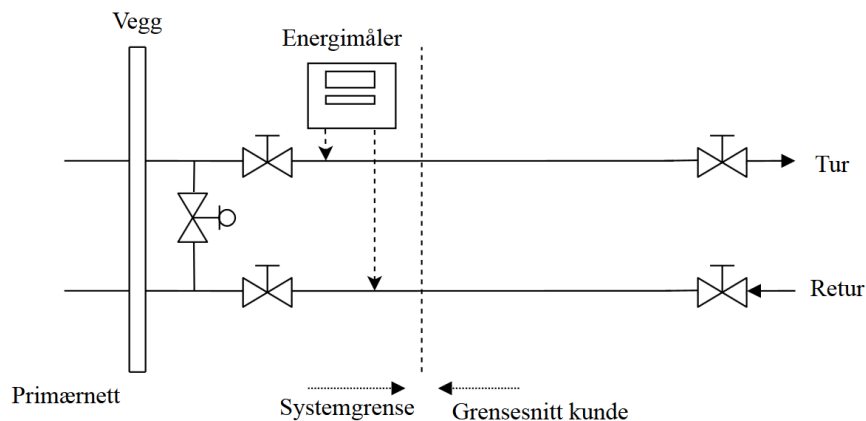 Vegg
Energimåler
Tur
Retur
Primærnett
Systemgrense
Grensesnitt kunde